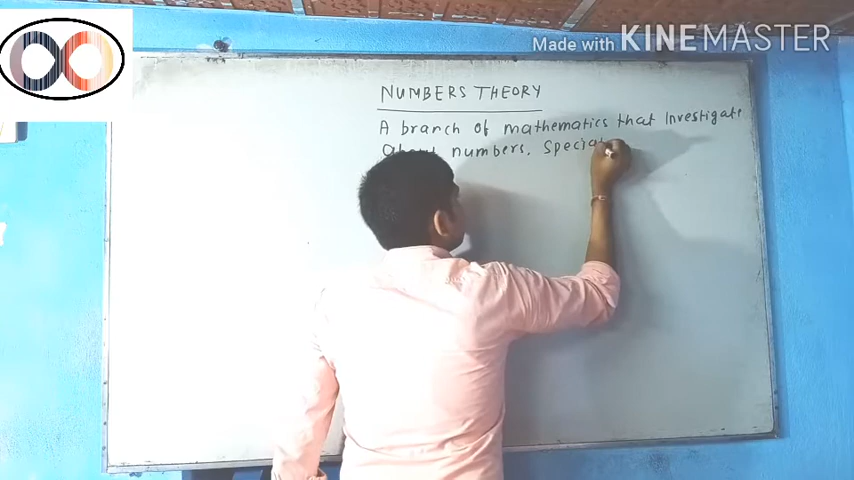 Made with KINEMASTER
NUMBERS THEORY
A branch of mathematics that Investigate
About numbers. Special